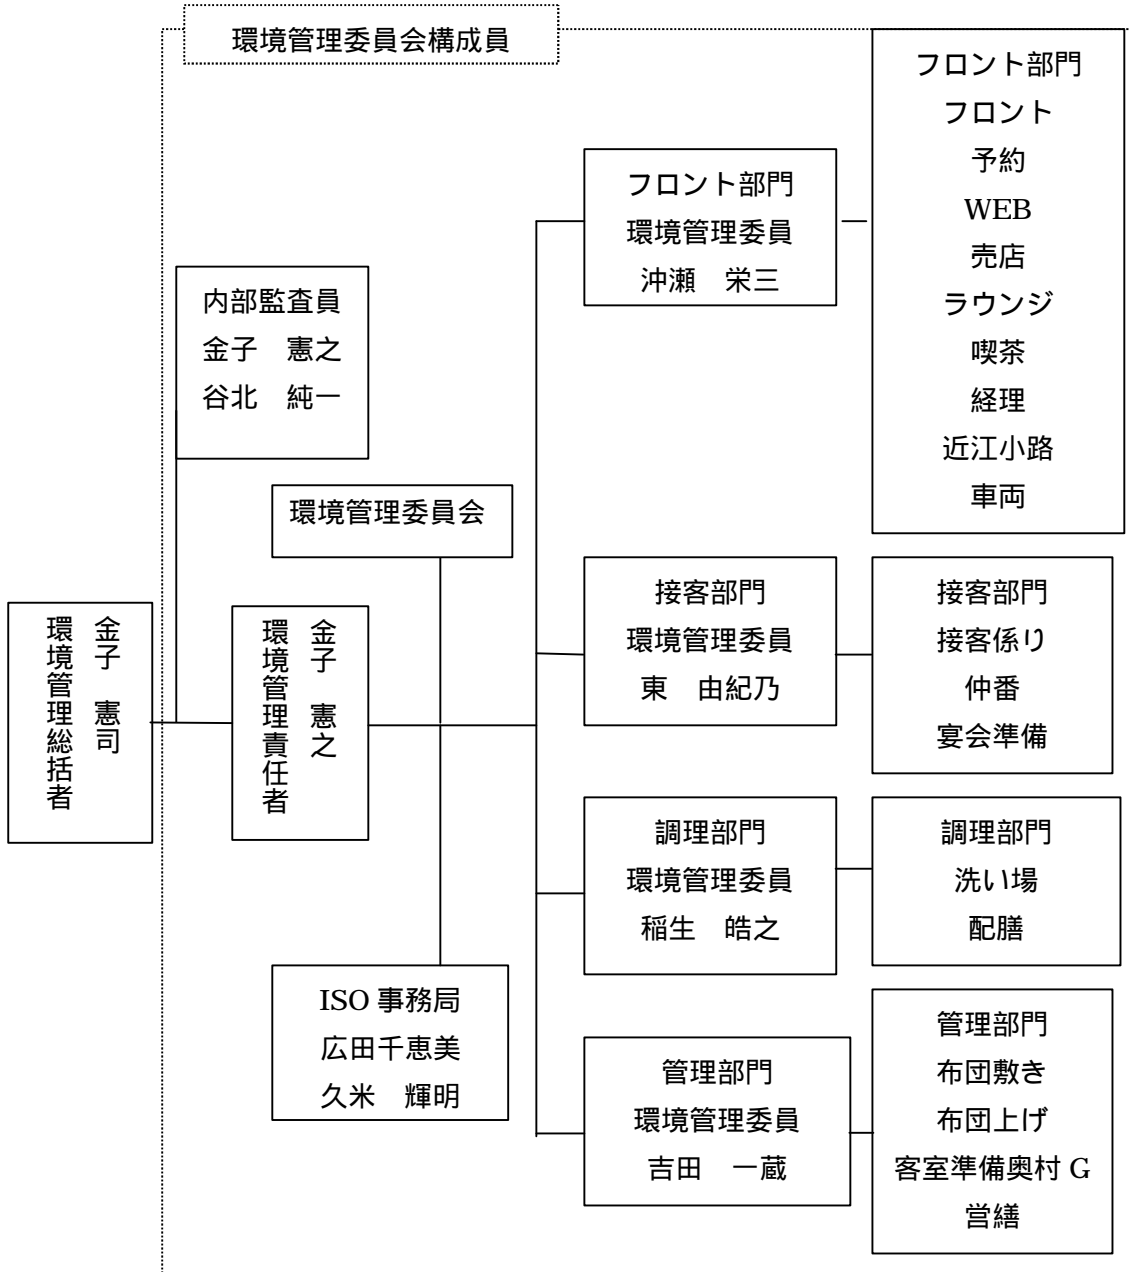 環境管理委員会構成員
内部監査員
金子　憲之
谷北　純一
環境管理委員会
金子　憲司
環境管理総括者
金子　憲之
環境管理責任者
ISO 事務局
広田千恵美
久米　輝明
フロント部門
環境管理委員
沖瀬　栄三
フロント部門
フロント
予約
WEB
売店
ラウンジ
喫茶
経理
近江小路
車両
接客部門
環境管理委員
東　由紀乃
接客部門
接客係り
仲番
宴会準備
調理部門
環境管理委員
稲生　皓之
調理部門
洗い場
配膳
管理部門
環境管理委員
吉田　一蔵
管理部門
布団敷き
布団上げ
客室準備奥村 G
営繕